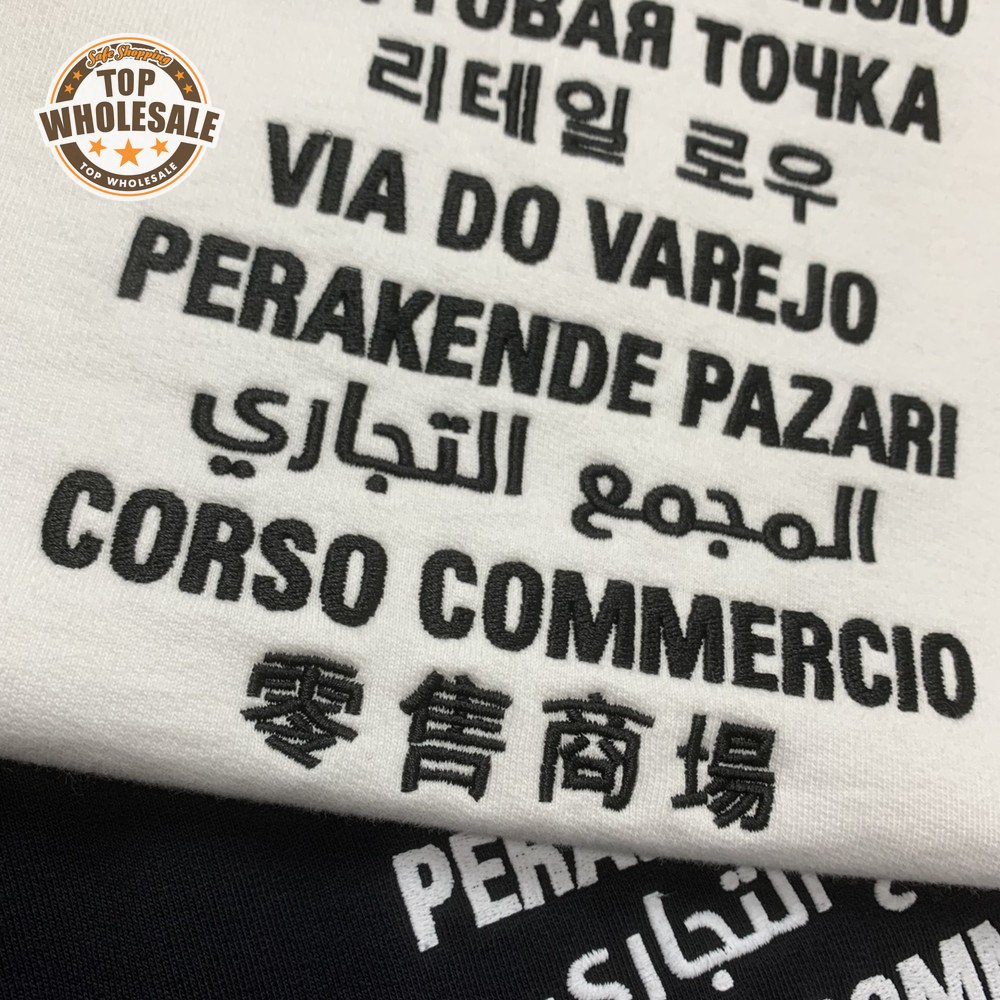 Safe Shopping
TOP
WHOLESALE
TOP WHOLESALE
ТОЧКА
리테일 로우
VIA DO VAREJO
PERAKENDE PAZARI
المجمع التجاري
CORSO COMMERCIO
零售商場
التجاري